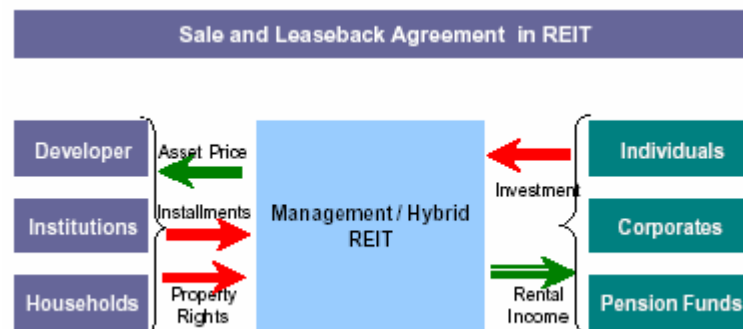 Sale and Leaseback Agreement in REIT
Developer
Institutions
Households
Asset Price
Installments
Property
Rights
Management / Hybrid
REIT
Investment
Rental
Income
Individuals
Corporates
Pension Funds